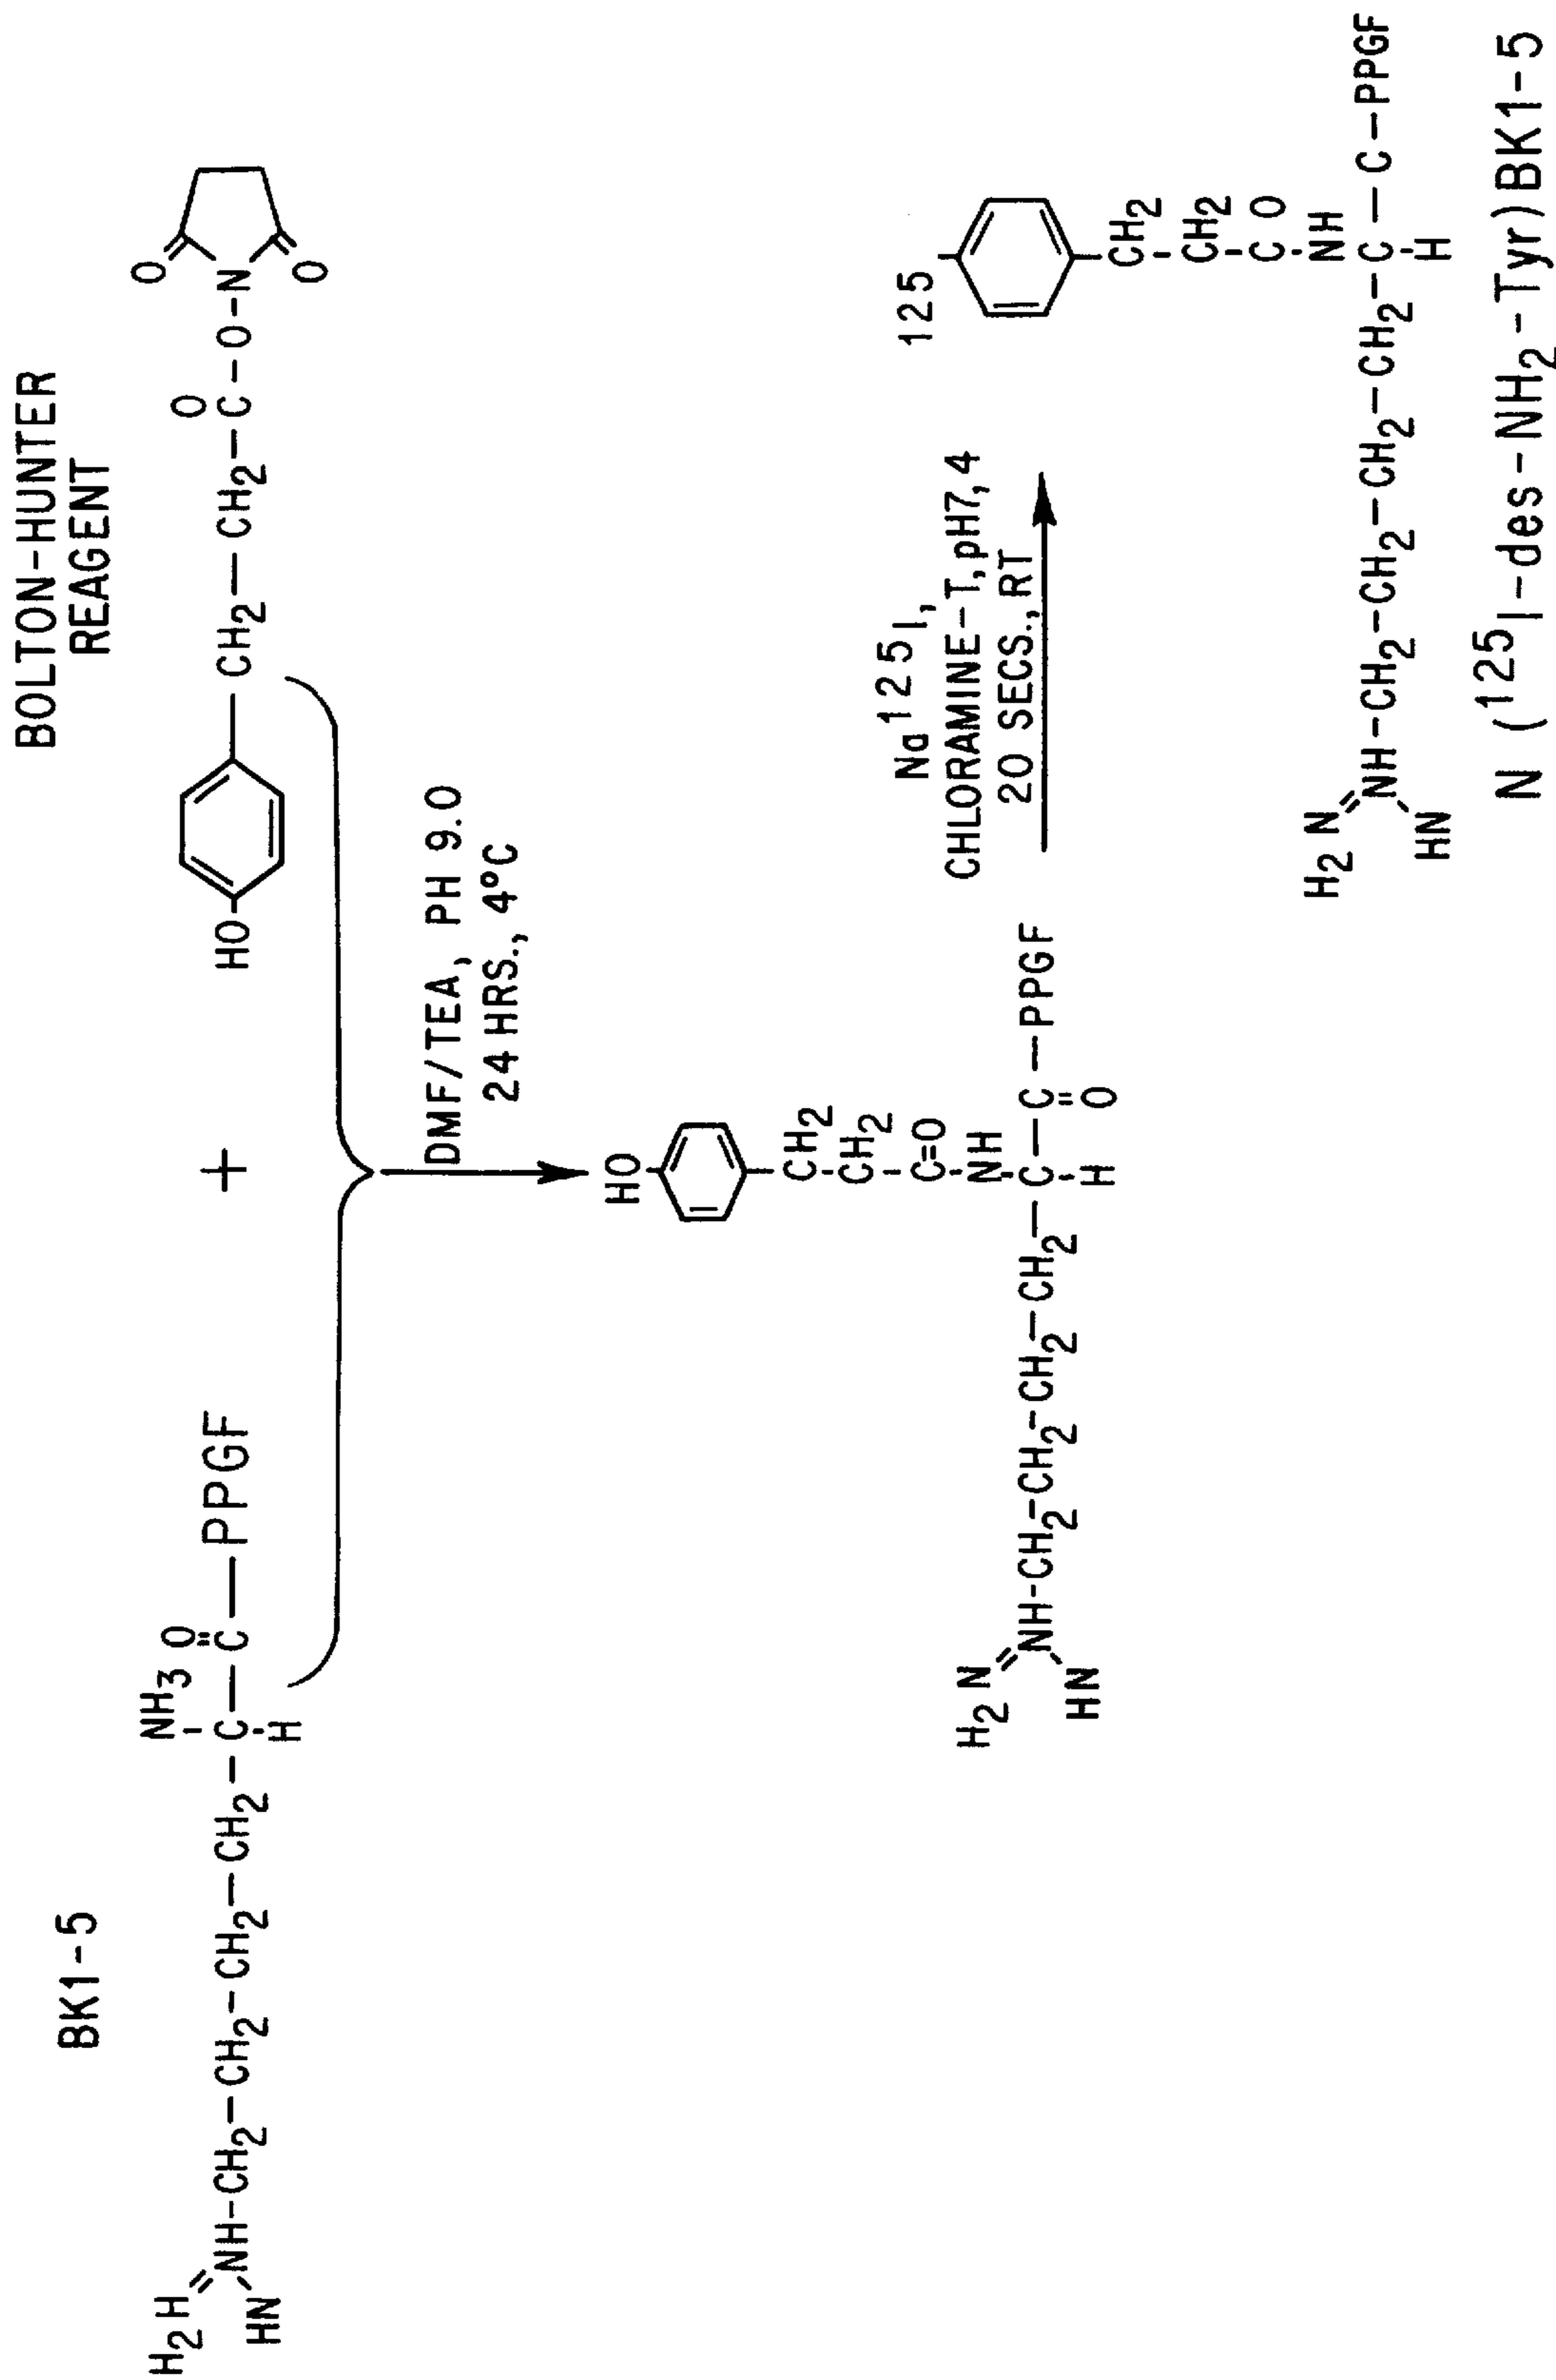 BK1-5
BOLTON-HUNTER
REAGENT
H2H
HN
NH-CH2-CH2-CH2-CH2-C-C-PPGF
NH3 O
H
+
HO
CH2-CH2-C-O-N
O
O
O
DMF/TEA, PH 9.0
24 HRS., 4°C
HO
CH2
CH2
C=O
NH
H2N
HN
NH-CH2-CH2-CH2-CH2-C-C-PPGF
H O
Na125I,
CHLORAMINE-T,pH7,4
20 SECS.,RT
125
CH2
CH2
C O
NH
H2N
HN
NH-CH2-CH2-CH2-CH2-C-C-PPGF
H
N (125I-des-NH2-Tyr)BK1-5